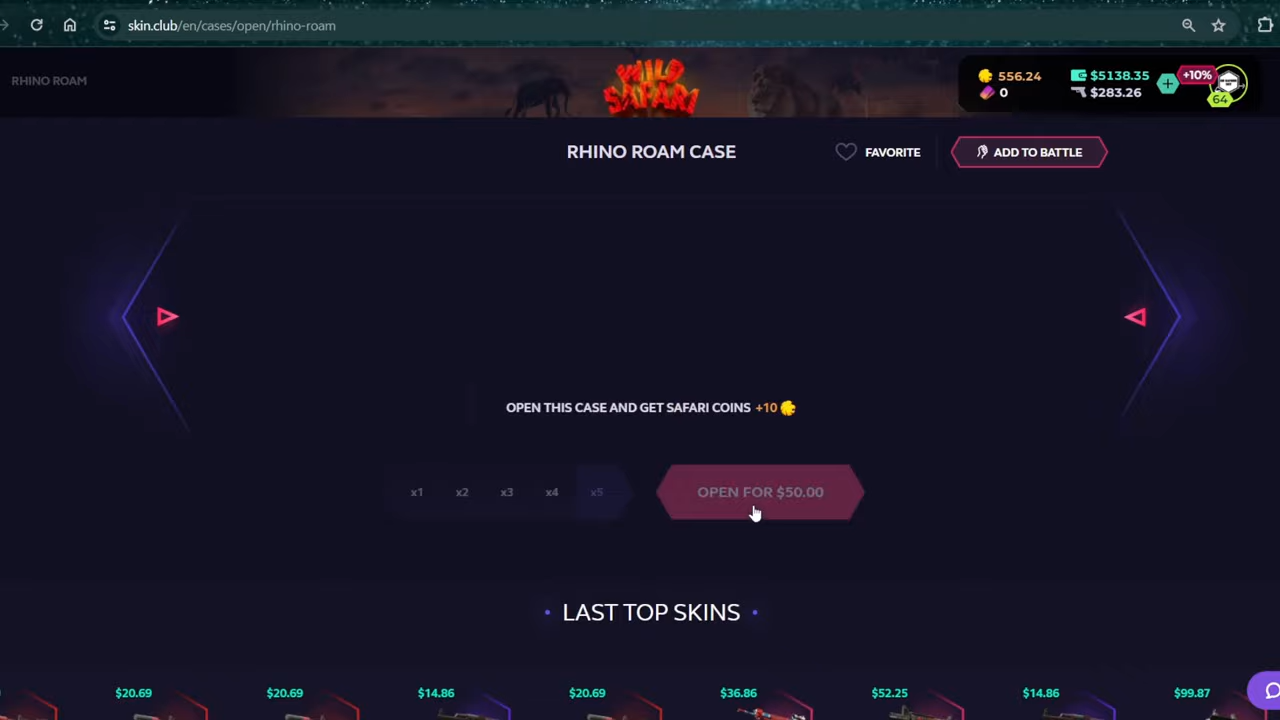 skin.club/en/cases/open/rhino-roam
RHINO ROAM
WILD
SAFARI
556.24
0
$5138.35
$283.26
+10%
64
RHINO ROAM CASE
FAVORITE
ADD TO BATTLE
OPEN THIS CASE AND GET SAFARI COINS +10
x1 x2 x3 x4 x5
OPEN FOR $50.00
LAST TOP SKINS
$20.69 $20.69 $14.86 $20.69 $36.86 $52.25 $14.86 $99.87